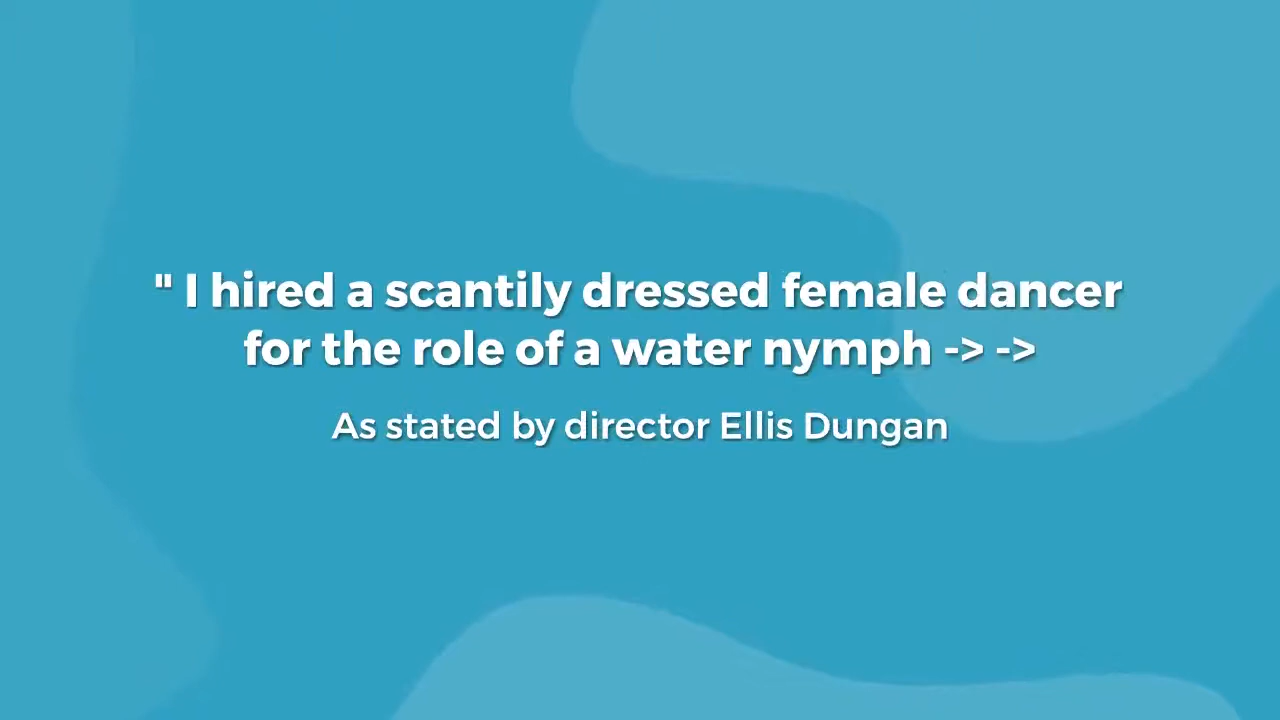 " I hired a scantily dressed female dancer
for the role of a water nymph -> ->
As stated by director Ellis Dungan